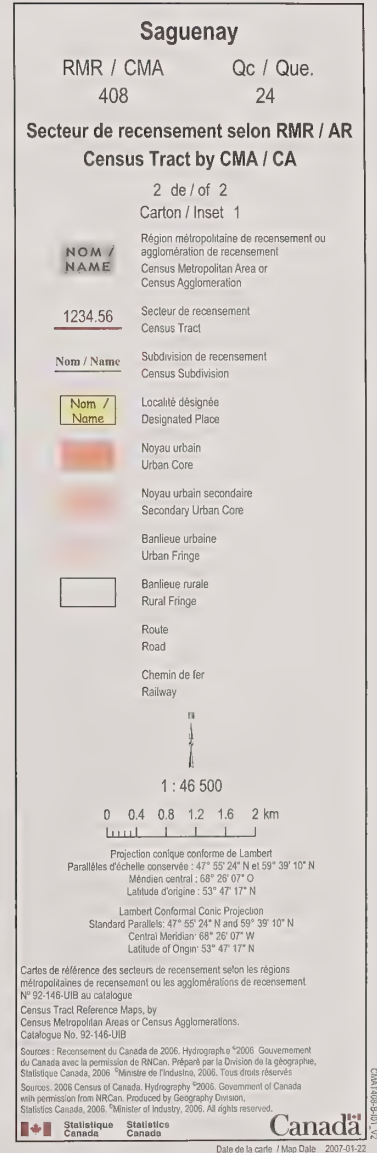 Saguenay
RMR / CMA Qc / Que.
408 24
Secteur de recensement selon RMR / AR
Census Tract by CMA / CA
2 de / of 2
Carton / Inset 1
NOM /
NAME
Région métropolitaine de recensement ou
agglomération de recensement
Census Metropolitan Area or
Census Agglomeration
1234.56
Secteur de recensement
Census Tract
Nom / Name
Subdivision de recensement
Census Subdivision
Nom /
Name
Localité désignée
Designated Place
Noyau urbain
Urban Core
Noyau urbain secondaire
Secondary Urban Core
Banlieue urbaine
Urban Fringe
Banlieue rurale
Rural Fringe
Route
Road
Chemin de fer
Railway
N
1 : 46 500
0 0.4 0.8 1.2 1.6 2 km
Projection conique conforme de Lambert
Parallèles d'échelle conservée : 47° 55' 24" N et 59° 39' 10" N
Méridien central : 68° 26' 07" O
Latitude d'origine : 53° 47' 17" N
Lambert Conformal Conic Projection
Standard Parallels: 47° 55' 24" N and 59° 39' 10" N
Central Meridian: 68° 26' 07" W
Latitude of Origin: 53° 47' 17" N
Cartes de référence des secteurs de recensement selon les régions
métropolitaines de recensement ou les agglomérations de recensement
N° 92-146-UIB au catalogue
Census Tract Reference Maps, by
Census Metropolitan Areas or Census Agglomerations.
Catalogue No. 92-146-UIB
Sources : Recensement du Canada de 2006. Hydrographie ©2006 Gouvernement
du Canada avec la permission de RNCan. Préparé par la Division de la géographie,
Statistique Canada, 2006 ©Ministre de l'Industrie, 2006. Tous droits réservés
Sources. 2006 Census of Canada. Hydrography ©2006. Government of Canada
with permission from NRCan. Produced by Geography Division,
Statistics Canada, 2006. ©Minister of Industry, 2006. All rights reserved.
Statistique Statistics
Canada Canada
Canada
Date de la carte / Map Date 2007-01-22